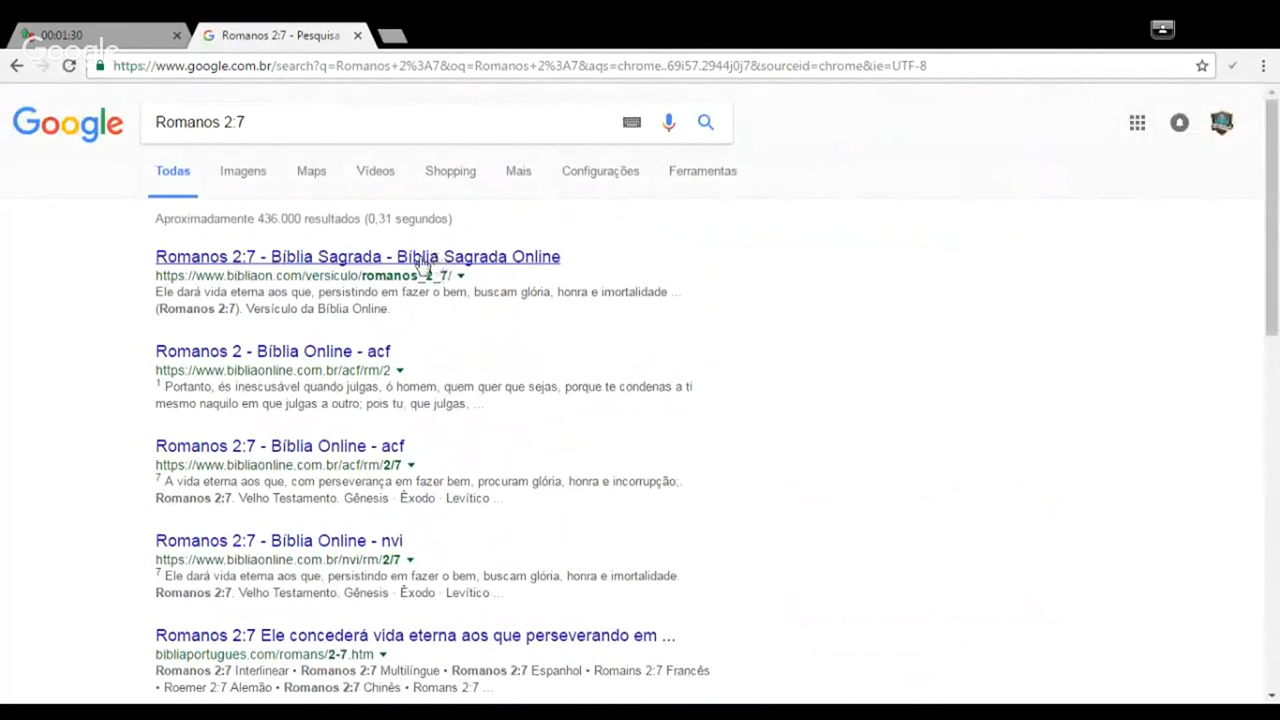 00:01:30
Romanos 2:7 - Pesquisa
Google
https://www.google.com.br/search?q=Romanos+2%3A7&oq=Romanos+2%3A7&aqs=chrome..69i57.2944j0j7&sourceid=chrome&ie=UTF-8
Google
Romanos 2:7
Todas Imagens Maps Vídeos Shopping Mais Configurações Ferramentas
Aproximadamente 436.000 resultados (0,31 segundos)
Romanos 2:7 - Bíblia Sagrada - Bíblia Sagrada Online
https://www.bibliaon.com/versiculo/romanos_2_7/
Ele dará vida eterna aos que, persistindo em fazer o bem, buscam glória, honra e imortalidade ...
(Romanos 2:7). Versículo da Bíblia Online.
Romanos 2 - Bíblia Online - acf
https://www.bibliaonline.com.br/acf/rm/2
1 Portanto, és inescusável quando julgas, ó homem, quem quer que sejas, porque te condenas a ti
mesmo naquilo em que julgas a outro; pois tu, que julgas, ...
Romanos 2:7 - Bíblia Online - acf
https://www.bibliaonline.com.br/acf/rm/2/7
7 A vida eterna aos que, com perseverança em fazer bem, procuram glória, honra e incorrupção;.
Romanos 2:7. Velho Testamento. Gênesis · Êxodo · Levítico ...
Romanos 2:7 - Bíblia Online - nvi
https://www.bibliaonline.com.br/nvi/rm/2/7
7 Ele dará vida eterna aos que, persistindo em fazer o bem, buscam glória, honra e imortalidade.
Romanos 2:7. Velho Testamento. Gênesis · Êxodo · Levítico ...
Romanos 2:7 Ele concederá vida eterna aos que perseverando em ...
bibliaportugues.com/romans/2-7.htm
Romanos 2:7 Interlinear • Romanos 2:7 Multilíngue • Romanos 2:7 Espanhol • Romains 2:7 Francês
• Roemer 2:7 Alemão • Romanos 2:7 Chinês • Romans 2:7 ...